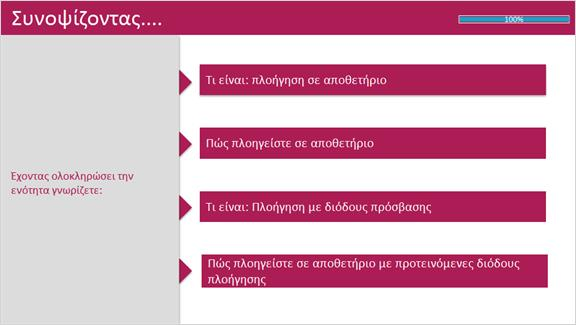 Συνοψίζοντας....
100%
Έχοντας ολοκληρώσει την
ενότητα γνωρίζετε:
Τι είναι: πλοήγηση σε αποθετήριο
Πώς πλοηγείστε σε αποθετήριο
Τι είναι: Πλοήγηση με διόδους πρόσβασης
Πώς πλοηγείστε σε αποθετήριο με προτεινόμενες διόδους
πλοήγησης